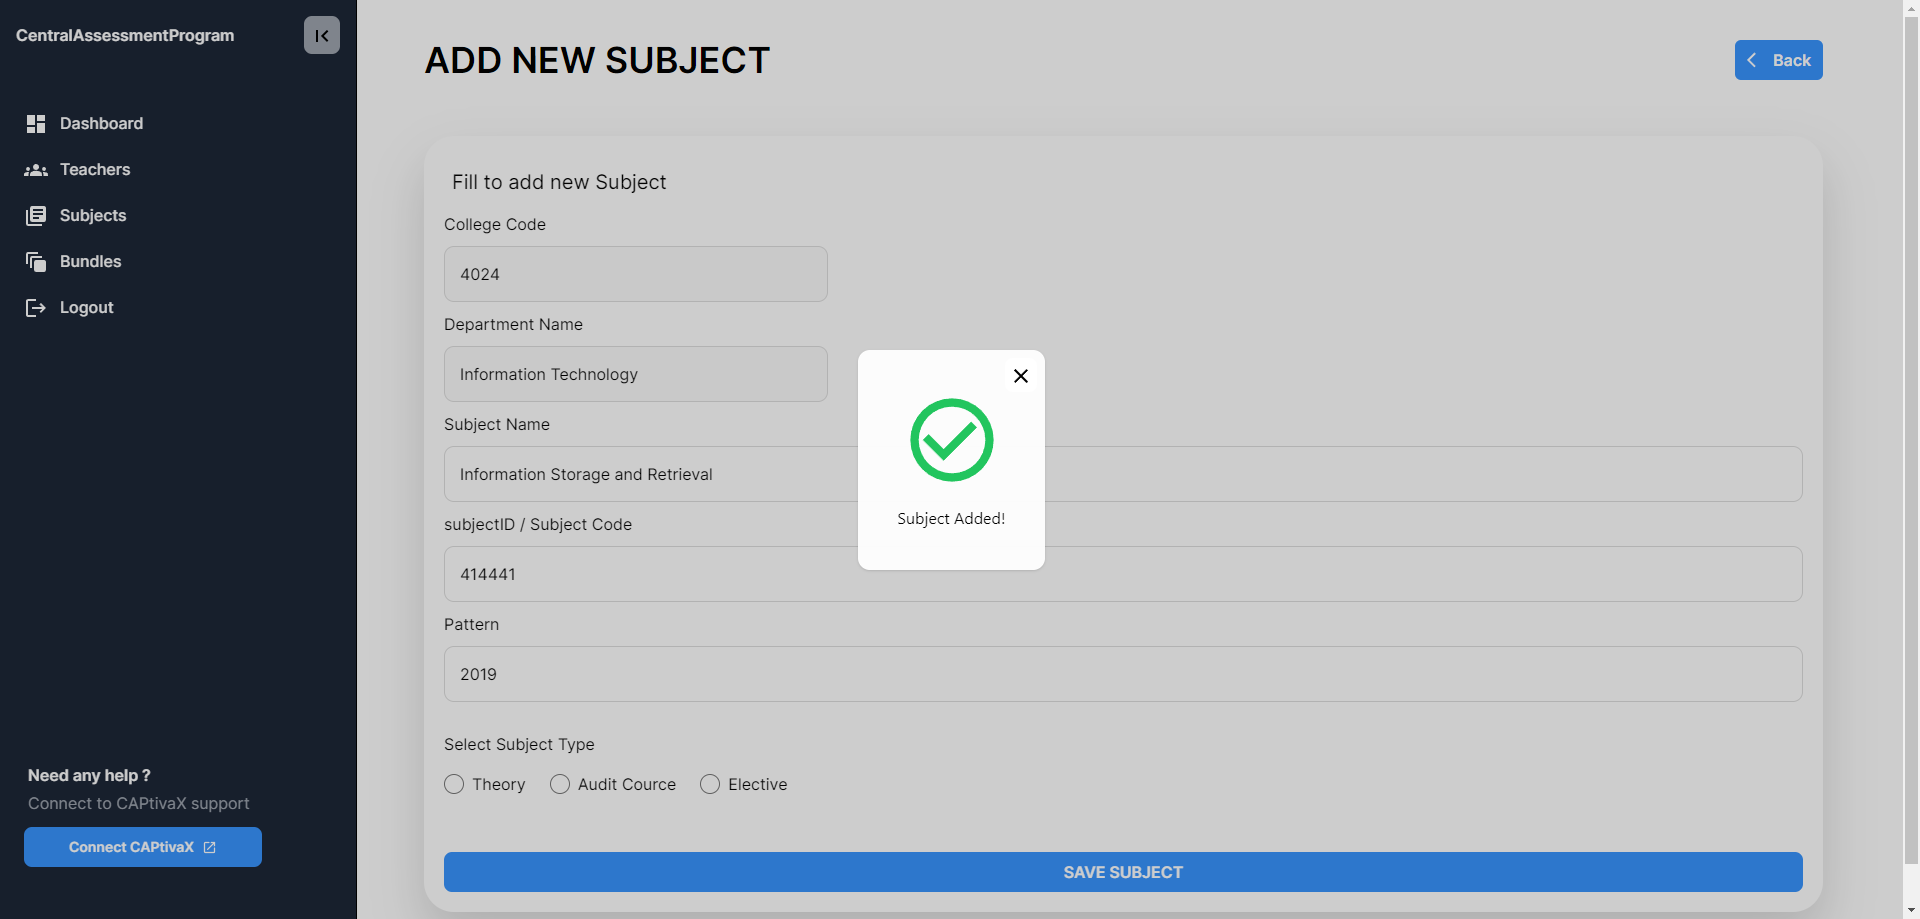 CentralAssessmentProgram
Dashboard
Teachers
Subjects
Bundles
Logout
Need any help ?
Connect to CAPtivaX support
Connect CAPtivaX
ADD NEW SUBJECT
Back
Fill to add new Subject
College Code
4024
Department Name
Information Technology
Subject Name
Information Storage and Retrieval
subjectID / Subject Code
414441
Pattern
2019
Select Subject Type
Theory Audit Cource Elective
SAVE SUBJECT
Subject Added!